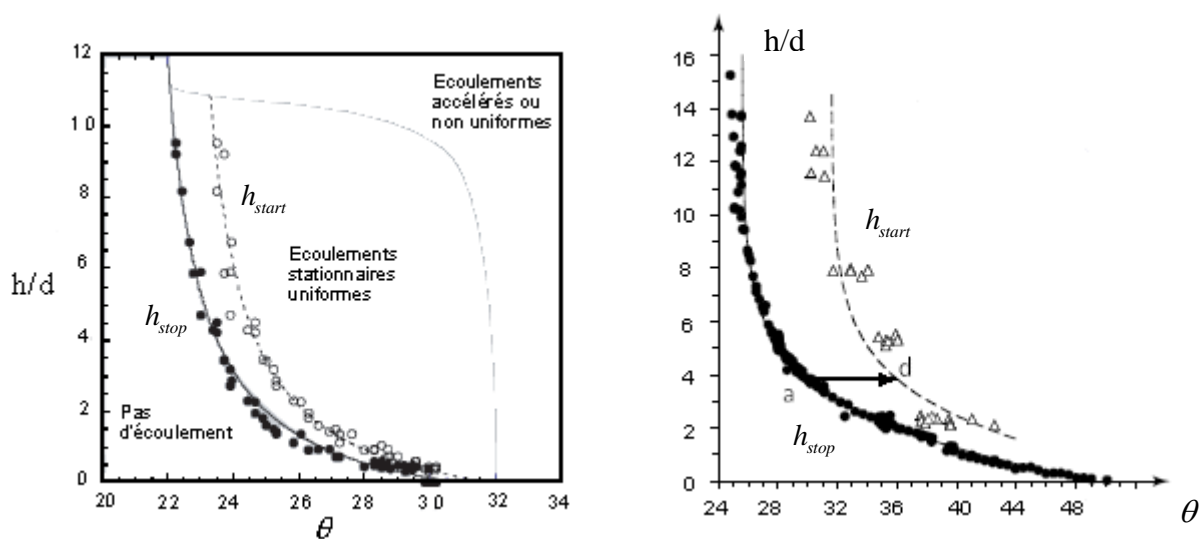 12
10
8
6
4
2
0
h/d
Ecoulements
accélérés ou
non uniformes
h_start
Ecoulements
stationnaires
uniformes
h_stop
Pas
d'écoulement
20 22 24 26 28 30 32 34
θ
h/d
16
14
12
10
8
6
4
2
0
h_start
d
a
h_stop
24 28 32 36 40 44 48
θ